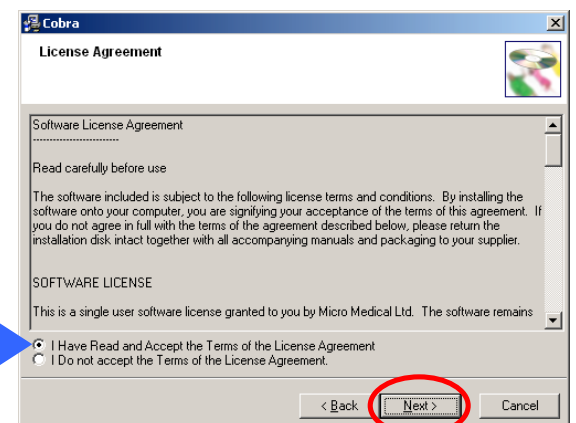 Cobra
License Agreement
Software License Agreement
-------------------------
Read carefully before use
The software included is subject to the following license terms and conditions. By installing the
software onto your computer, you are signifying your acceptance of the terms of this agreement. If
you do not agree in full with the terms of the agreement described below, please return the
installation disk intact together with all accompanying manuals and packaging to your supplier.
SOFTWARE LICENSE
This is a single user software license granted to you by Micro Medical Ltd. The software remains
I Have Read and Accept the Terms of the License Agreement
I Do not accept the Terms of the License Agreement.
< Back Next > Cancel